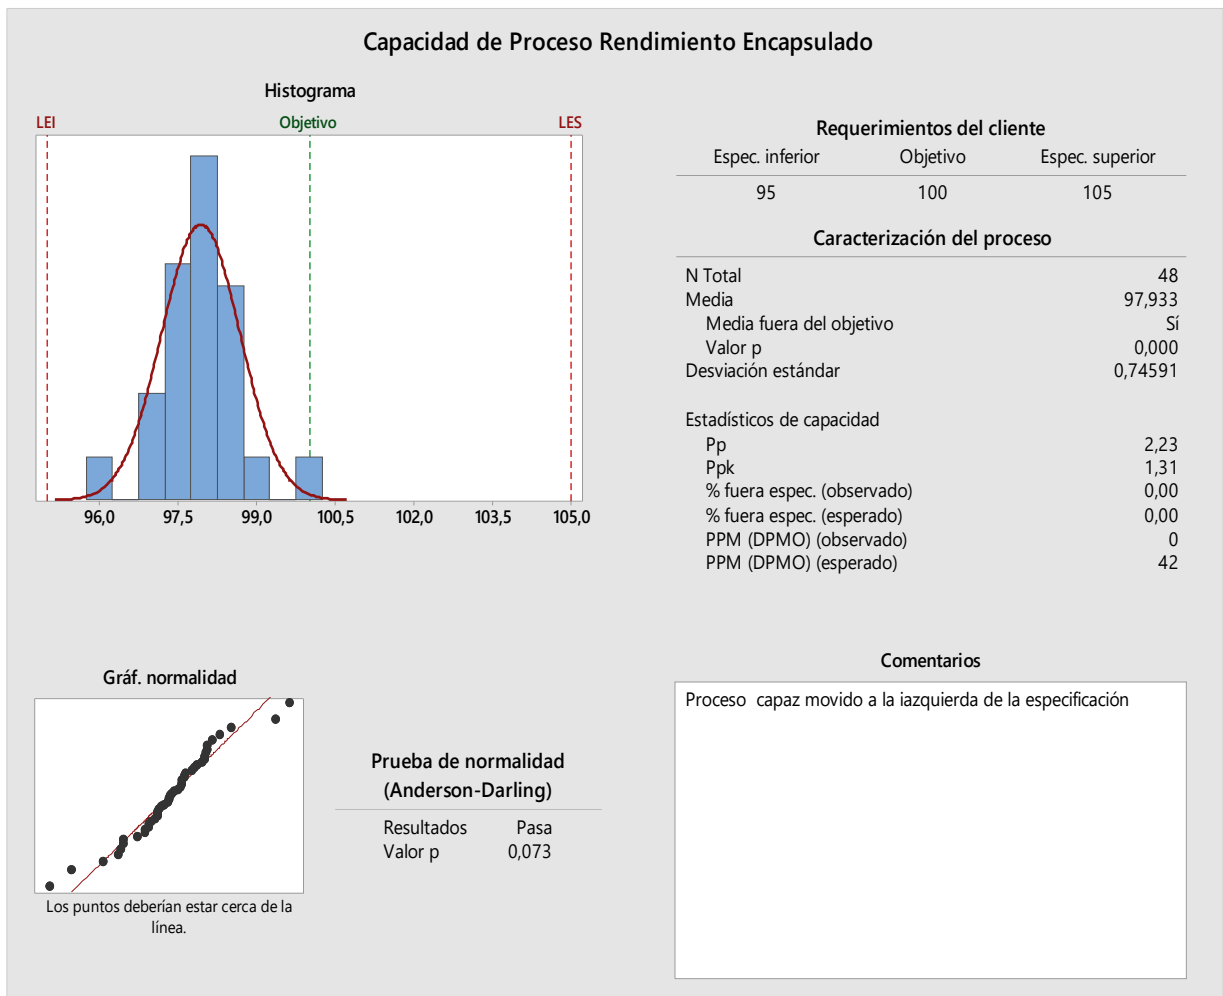 Capacidad de Proceso Rendimiento Encapsulado
Histograma
LEI Objetivo LES
96,0 97,5 99,0 100,5 102,0 103,5 105,0
Requerimientos del cliente
Espec. inferior Objetivo Espec. superior
95 100 105
Caracterización del proceso
N Total 48
Media 97,933
Media fuera del objetivo Sí
Valor p 0,000
Desviación estándar 0,74591
Estadísticos de capacidad
Pp 2,23
Ppk 1,31
% fuera espec. (observado) 0,00
% fuera espec. (esperado) 0,00
PPM (DPMO) (observado) 0
PPM (DPMO) (esperado) 42
Gráf. normalidad
Los puntos deberían estar cerca de la
línea.
Prueba de normalidad
(Anderson-Darling)
Resultados Pasa
Valor p 0,073
Comentarios
Proceso capaz movido a la iazquierda de la especificación